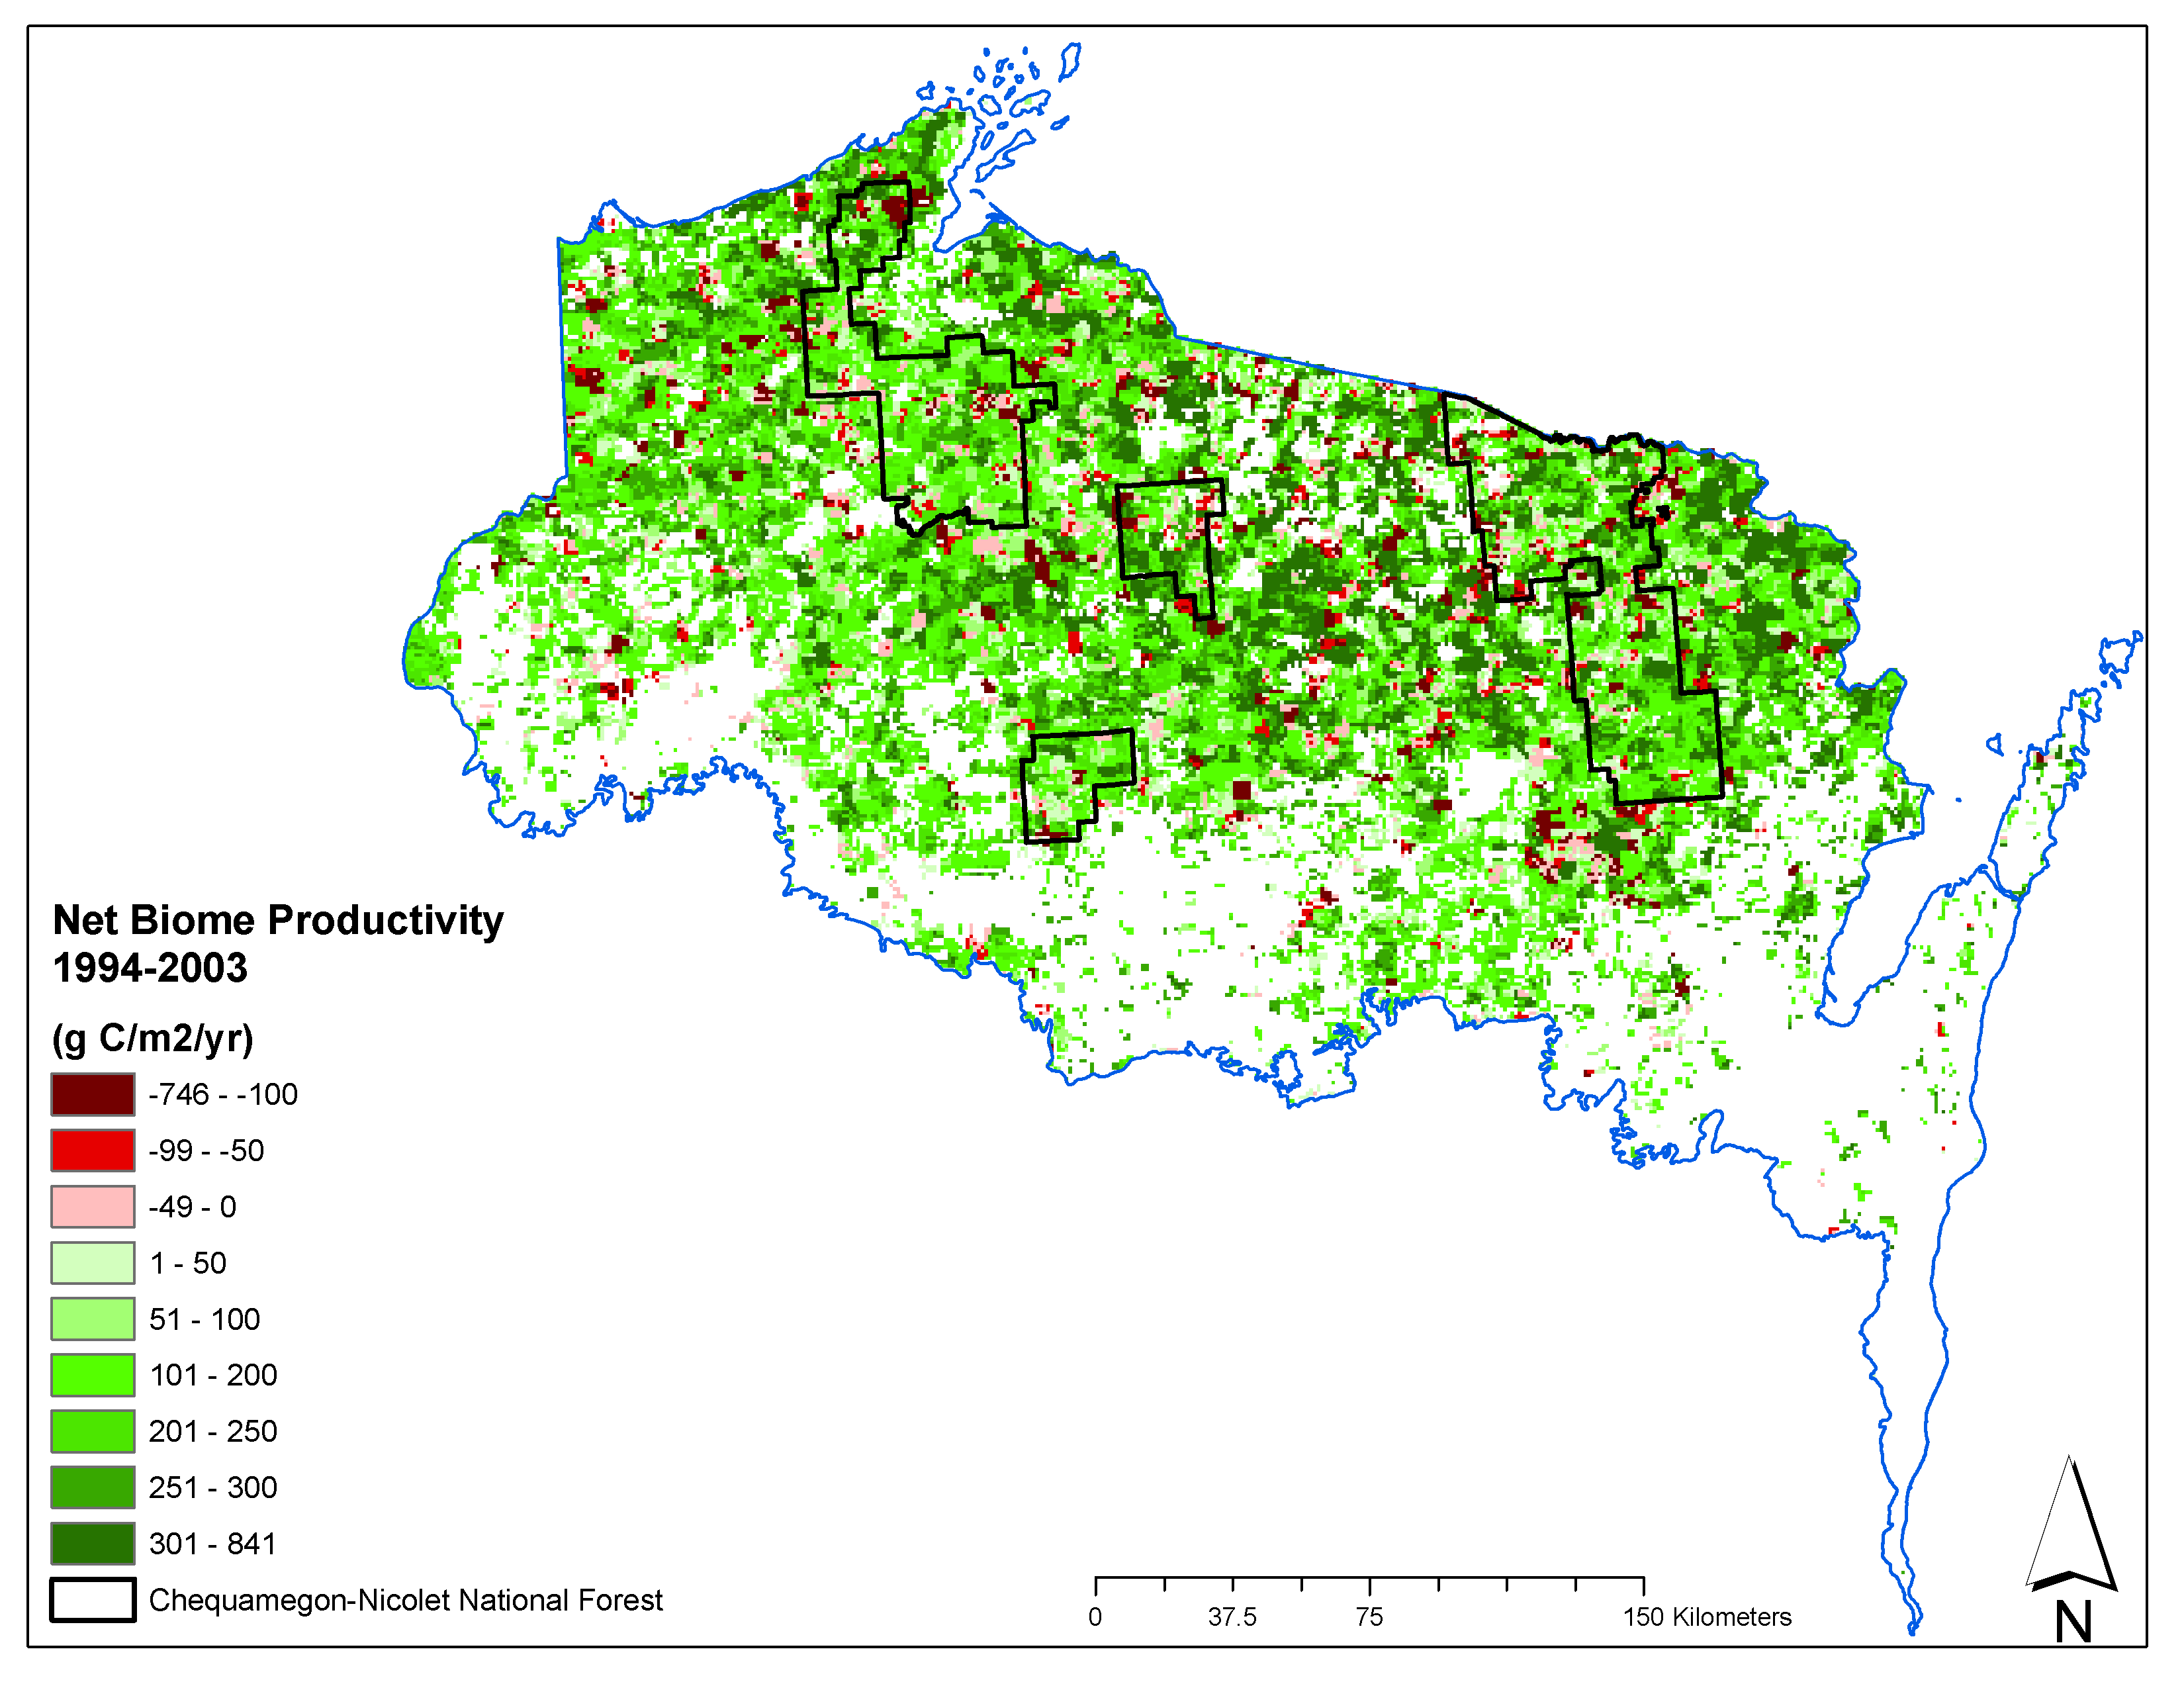 Net Biome Productivity
1994-2003
(g C/m2/yr)
-746 - -100
-99 - -50
-49 - 0
1 - 50
51 - 100
101 - 200
201 - 250
251 - 300
301 - 841
Chequamegon-Nicolet National Forest
0 37.5 75 150 Kilometers
N